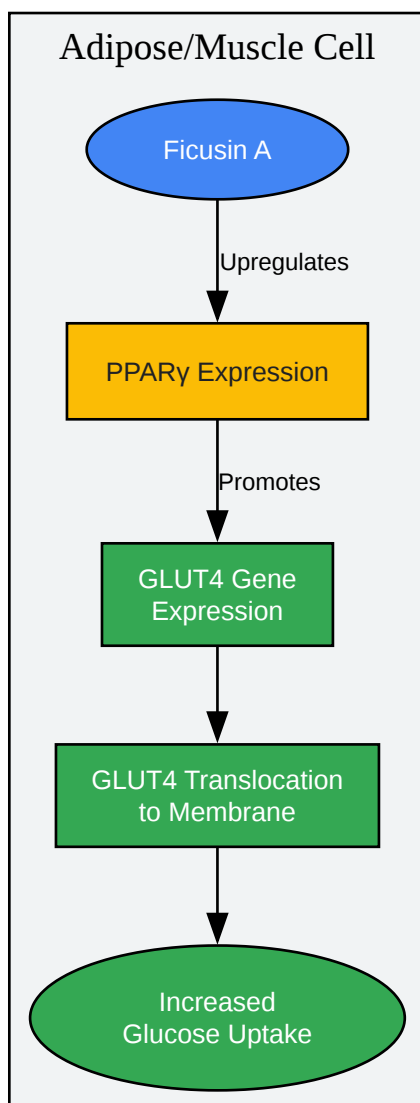 Adipose/Muscle Cell
Ficusin A
Upregulates
PPARγ Expression
Promotes
GLUT4 Gene
Expression
GLUT4 Translocation
to Membrane
Increased
Glucose Uptake